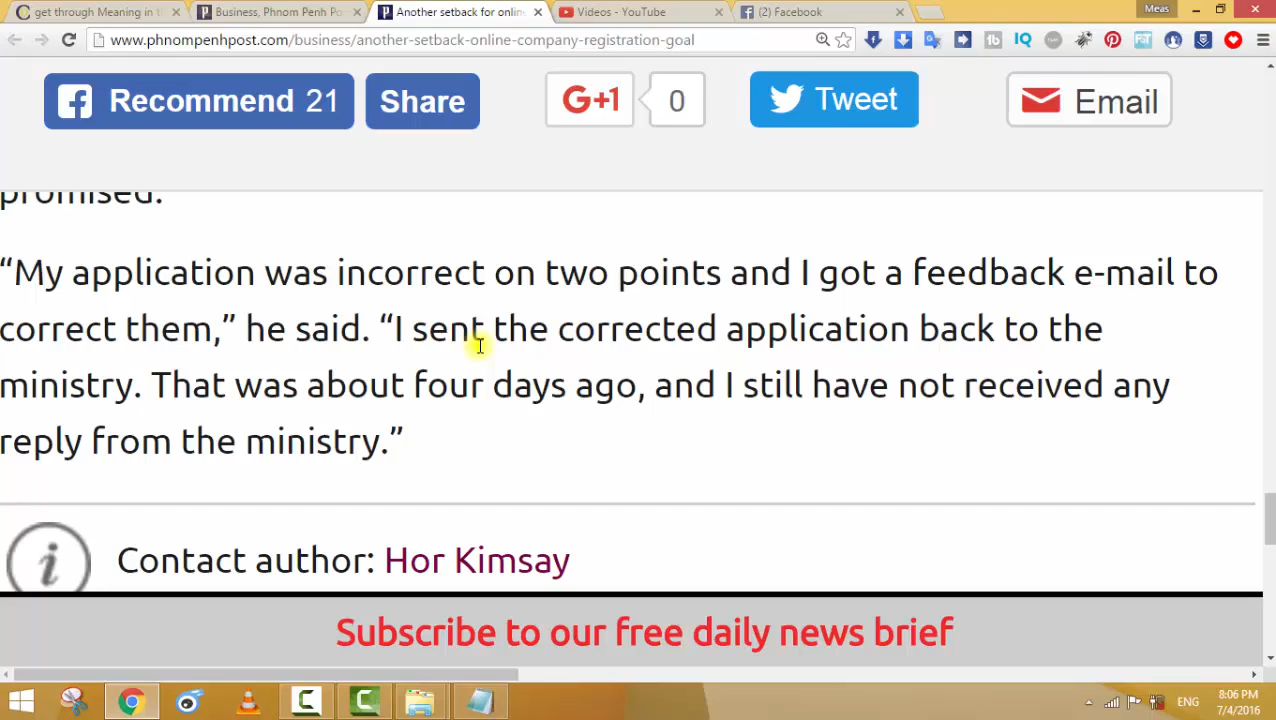 get through Meaning in t
Business, Phnom Penh Po
Another setback for onlin
Videos - YouTube
(2) Facebook
Meas
www.phnompenhpost.com/business/another-setback-online-company-registration-goal
Recommend 21
Share
G+1
0
Tweet
Email
promised.
“My application was incorrect on two points and I got a feedback e-mail to
correct them,” he said. “I sent the corrected application back to the
ministry. That was about four days ago, and I still have not received any
reply from the ministry.”
Contact author: Hor Kimsay
Subscribe to our free daily news brief
ENG
8:06 PM
7/4/2016